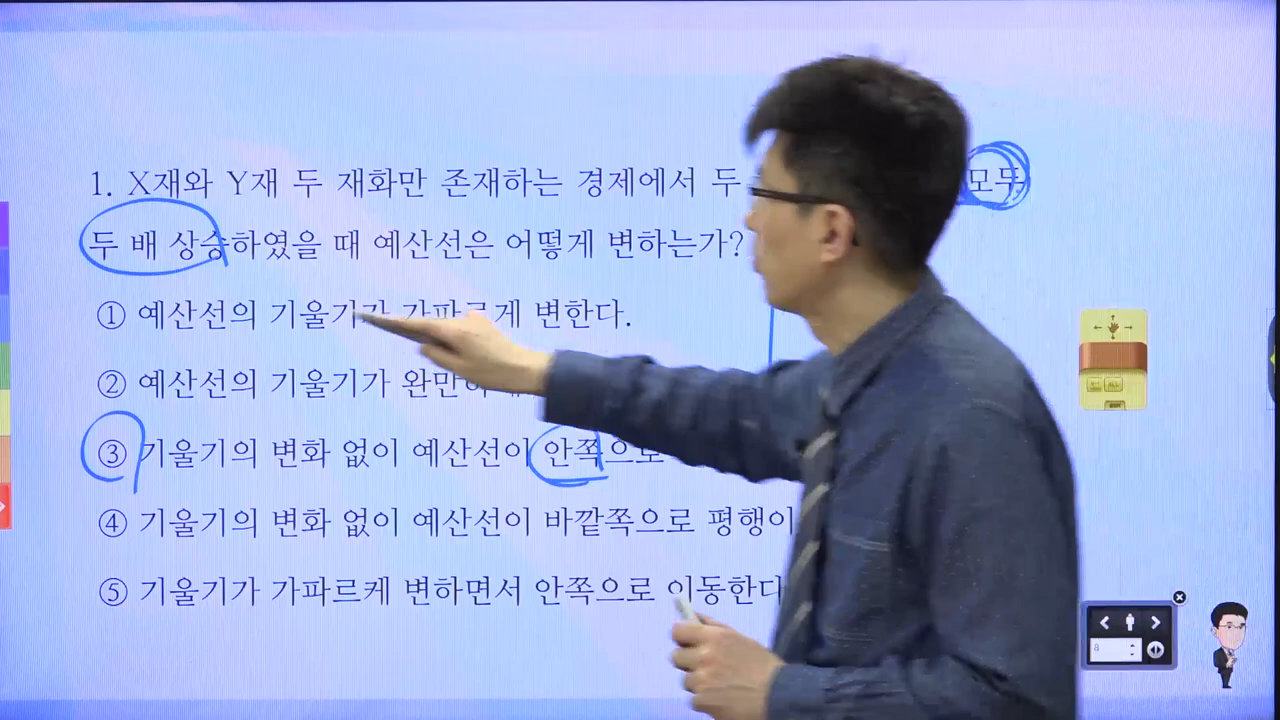 1. X재와 Y재 두 재화만 존재하는 경제에서 두 모두
두 배 상승하였을 때 예산선은 어떻게 변하는가?
① 예산선의 기울기가 가파르게 변한다.
② 예산선의 기울기가
③ 기울기의 변화 없이 예산선이 안쪽으로
④ 기울기의 변화 없이 예산선이 바깥쪽으로
⑤ 기울기가 가파르케 변하면서 안쪽으로 이동한다
8